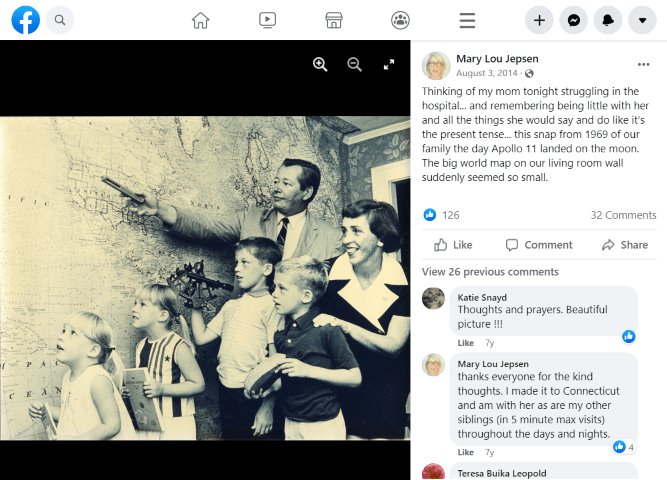 Mary Lou Jepsen
August 3, 2014 ·
Thinking of my mom tonight struggling in the
hospital... and remembering being little with her
and all the things she would say and do like it's
the present tense... this snap from 1969 of our
family the day Apollo 11 landed on the moon.
The big world map on our living room wall
suddenly seemed so small.
126
32 Comments
Like
Comment
Share
View 26 previous comments
Katie Snayd
Thoughts and prayers. Beautiful
picture !!!
Like 7y
Mary Lou Jepsen
thanks everyone for the kind
thoughts. I made it to Connecticut
and am with her as are my other
siblings (in 5 minute max visits)
throughout the days and nights.
4
Like 7y
Teresa Buika Leopold
I F I C
P A C
O C E A N